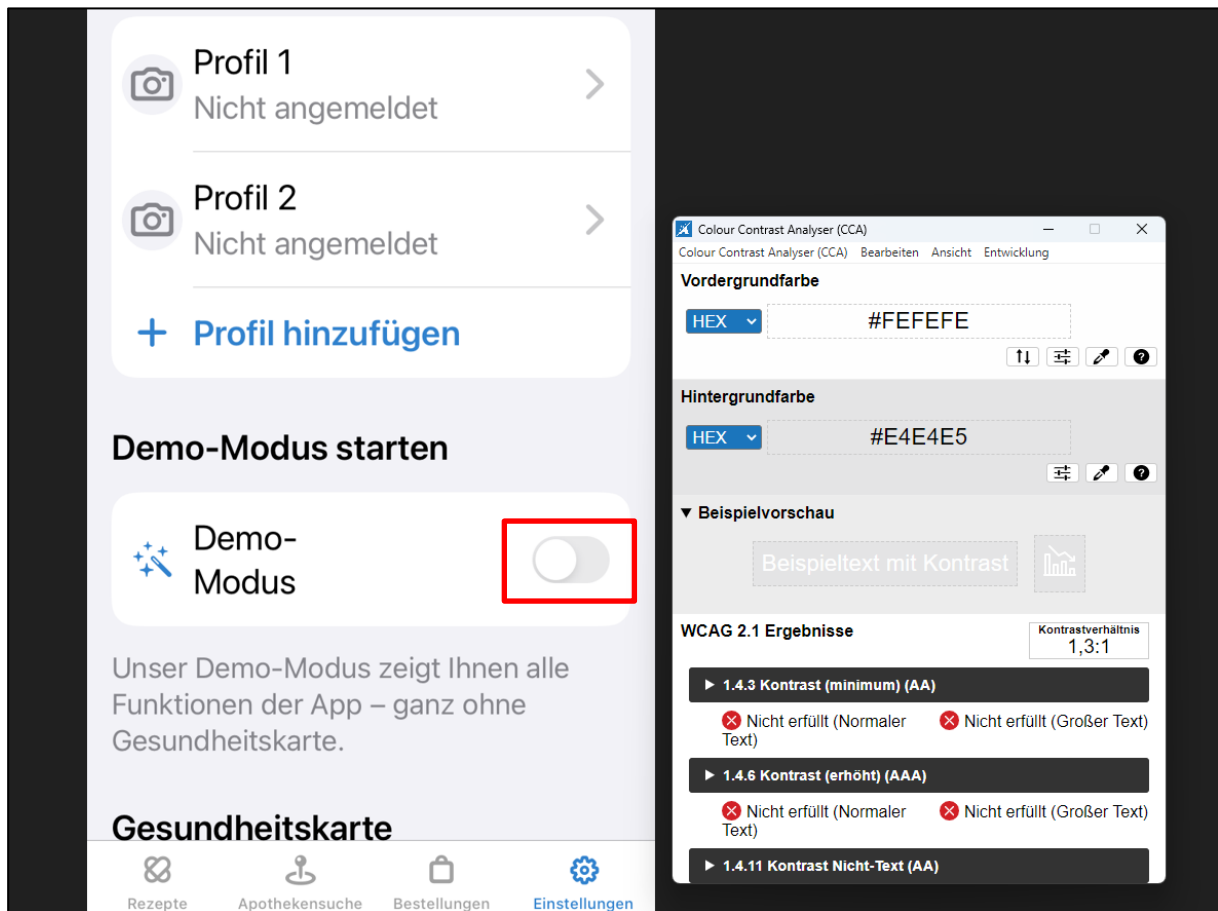 Profil 1
Nicht angemeldet
Profil 2
Nicht angemeldet
+ Profil hinzufügen
Demo-Modus starten
Demo-
Modus
Unser Demo-Modus zeigt Ihnen alle
Funktionen der App – ganz ohne
Gesundheitskarte.
Gesundheitskarte
Rezepte
Apothekensuche
Bestellungen
Einstellungen
Colour Contrast Analyser (CCA)
Colour Contrast Analyser (CCA) Bearbeiten Ansicht Entwicklung
Vordergrundfarbe
HEX #FEFEFE
Hintergrundfarbe
HEX #E4E4E5
Beispielvorschau
Beispieltext mit Kontrast
WCAG 2.1 Ergebnisse
Kontrastverhältnis
1,3:1
1.4.3 Kontrast (minimum) (AA)
Nicht erfüllt (Normaler
Text)
Nicht erfüllt (Großer Text)
1.4.6 Kontrast (erhöht) (AAA)
Nicht erfüllt (Normaler
Text)
Nicht erfüllt (Großer Text)
1.4.11 Kontrast Nicht-Text (AA)